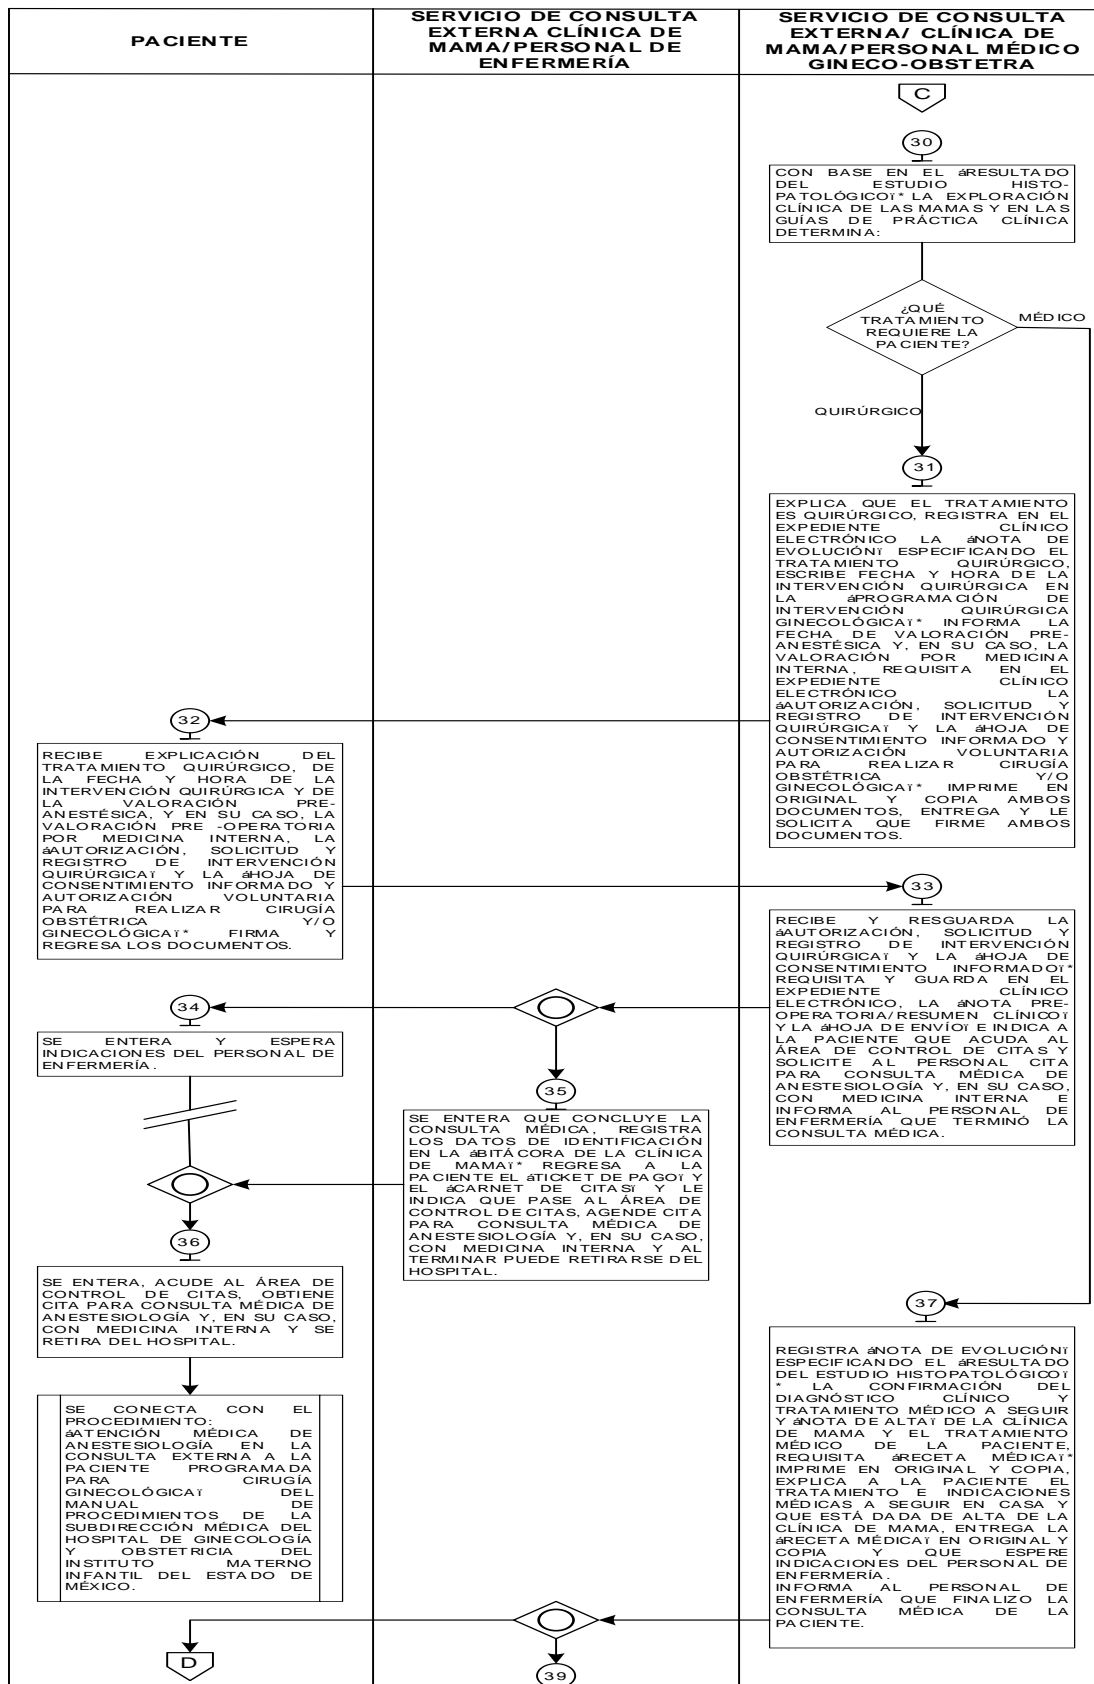 PACIENTE
SERVICIO DE CONSULTA
EXTERNA CLÍNICA DE
MAMA/PERSONAL DE
ENFERMERÍA
SERVICIO DE CONSULTA
EXTERNA/ CLÍNICA DE
MAMA/PERSONAL MÉDICO
GINECO-OBSTETRA
C
30
CON BASE EN EL áRESULTADO
DEL ESTUDIO HISTO-
PATOLÓGICOï* LA EXPLORACIÓN
CLÍNICA DE LAS MAMAS Y EN LAS
GUÍAS DE PRÁCTICA CLÍNICA
DETERMINA:
¿QUÉ
TRATAMIENTO
REQUIERE LA
PACIENTE?
MÉDICO
QUIRÚRGICO
31
EXPLICA QUE EL TRATAMIENTO
ES QUIRÚRGICO, REGISTRA EN EL
EXPEDIENTE CLÍNICO
ELECTRÓNICO LA áNOTA DE
EVOLUCIÓNï ESPECIFICANDO EL
TRATAMIENTO QUIRÚRGICO,
ESCRIBE FECHA Y HORA DE LA
INTERVENCIÓN QUIRÚRGICA EN
LA áPROGRAMACIÓN DE
INTERVENCIÓN QUIRÚRGICA
GINECOLÓGICAï* INFORMA LA
FECHA DE VALORACIÓN PRE-
ANESTÉSICA Y, EN SU CASO, LA
VALORACIÓN POR MEDICINA
INTERNA, REQUISITA EN EL
EXPEDIENTE CLÍNICO
ELECTRÓNICO LA
áAUTORIZACIÓN, SOLICITUD Y
REGISTRO DE INTERVENCIÓN
QUIRÚRGICAï Y LA áHOJA DE
CONSENTIMIENTO INFORMADO Y
AUTORIZACIÓN VOLUNTARIA
PARA REALIZAR CIRUGÍA
OBSTÉTRICA Y/O
GINECOLÓGICAï* IMPRIME EN
ORIGINAL Y COPIA AMBOS
DOCUMENTOS, ENTREGA Y LE
SOLICITA QUE FIRME AMBOS
DOCUMENTOS.
32
RECIBE EXPLICACIÓN DEL
TRATAMIENTO QUIRÚRGICO, DE
LA FECHA Y HORA DE LA
INTERVENCIÓN QUIRÚRGICA Y DE
LA VALORACIÓN PRE-
ANESTÉSICA, Y EN SU CASO, LA
VALORACIÓN PRE -OPERATORIA
POR MEDICINA INTERNA, LA
áAUTORIZACIÓN, SOLICITUD Y
REGISTRO DE INTERVENCIÓN
QUIRÚRGICAï Y LA áHOJA DE
CONSENTIMIENTO INFORMADO Y
AUTORIZACIÓN VOLUNTARIA
PARA REALIZAR CIRUGÍA
OBSTÉTRICA Y/O
GINECOLÓGICAï* FIRMA Y
REGRESA LOS DOCUMENTOS.
33
RECIBE Y RESGUARDA LA
áAUTORIZACIÓN, SOLICITUD Y
REGISTRO DE INTERVENCIÓN
QUIRÚRGICAï Y LA áHOJA DE
CONSENTIMIENTO INFORMADOï*
REQUISITA Y GUARDA EN EL
EXPEDIENTE CLÍNICO
ELECTRÓNICO, LA áNOTA PRE-
OPERATORIA/RESUMEN CLÍNICOï
Y LA áHOJA DE ENVÍOï E INDICA A
LA PACIENTE QUE ACUDA AL
ÁREA DE CONTROL DE CITAS Y
SOLICITE AL PERSONAL CITA
PARA CONSULTA MÉDICA DE
ANESTESIOLOGÍA Y, EN SU CASO,
CON MEDICINA INTERNA E
INFORMA AL PERSONAL DE
ENFERMERÍA QUE TERMINÓ LA
CONSULTA MÉDICA.
34
SE ENTERA Y ESPERA
INDICACIONES DEL PERSONAL DE
ENFERMERÍA.
35
SE ENTERA QUE CONCLUYE LA
CONSULTA MÉDICA, REGISTRA
LOS DATOS DE IDENTIFICACIÓN
EN LA áBITÁCORA DE LA CLÍNICA
DE MAMAï* REGRESA A LA
PACIENTE EL áTICKET DE PAGOï Y
EL áCARNET DE CITASï Y LE
INDICA QUE PASE AL ÁREA DE
CONTROL DE CITAS, AGENDE CITA
PARA CONSULTA MÉDICA DE
ANESTESIOLOGÍA Y, EN SU CASO,
CON MEDICINA INTERNA Y AL
TERMINAR PUEDE RETIRARSE DEL
HOSPITAL.
36
SE ENTERA, ACUDE AL ÁREA DE
CONTROL DE CITAS, OBTIENE
CITA PARA CONSULTA MÉDICA DE
ANESTESIOLOGÍA Y, EN SU CASO,
CON MEDICINA INTERNA Y SE
RETIRA DEL HOSPITAL.
37
REGISTRA áNOTA DE EVOLUCIÓNï
ESPECIFICANDO EL áRESULTADO
DEL ESTUDIO HISTOPATOLÓGICOï
* LA CONFIRMACIÓN DEL
DIAGNÓSTICO CLÍNICO Y
TRATAMIENTO MÉDICO A SEGUIR
Y áNOTA DE ALTAï DE LA CLÍNICA
DE MAMA Y EL TRATAMIENTO
MÉDICO DE LA PACIENTE,
REQUISITA áRECETA MÉDICAï*
IMPRIME EN ORIGINAL Y COPIA,
EXPLICA A LA PACIENTE EL
TRATAMIENTO E INDICACIONES
MÉDICAS A SEGUIR EN CASA Y
QUE ESTÁ DADA DE ALTA DE LA
CLÍNICA DE MAMA, ENTREGA LA
áRECETA MÉDICAï EN ORIGINAL Y
COPIA Y QUE ESPERE
INDICACIONES DEL PERSONAL DE
ENFERMERÍA.
INFORMA AL PERSONAL DE
ENFERMERÍA QUE FINALIZO LA
CONSULTA MÉDICA DE LA
PACIENTE.
SE CONECTA CON EL
PROCEDIMIENTO:
áATENCIÓN MÉDICA DE
ANESTESIOLOGÍA EN LA
CONSULTA EXTERNA A LA
PACIENTE PROGRAMADA
PARA CIRUGÍA
GINECOLÓGICAï DEL
MANUAL DE
PROCEDIMIENTOS DE LA
SUBDIRECCIÓN MÉDICA DEL
HOSPITAL DE GINECOLOGÍA
Y OBSTETRICIA DEL
INSTITUTO MATERNO
INFANTIL DEL ESTADO DE
MÉXICO.
D
39